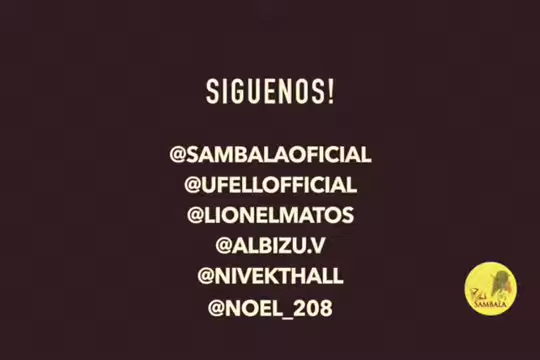 SIGUENOS!
@SAMBALAOFICIAL
@UFELLOFFICIAL
@LIONELMATOS
@ALBIZU.V
@NIVEKTHALL
@NOEL_208
SAMBALA